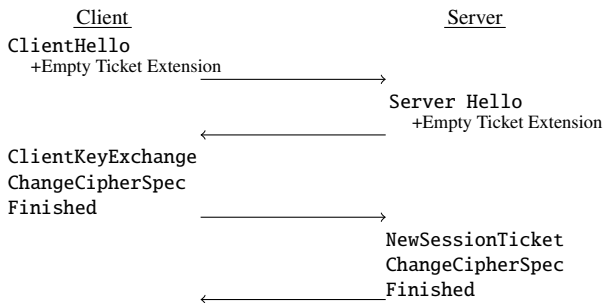 Client Server
ClientHello
+Empty Ticket Extension
Server Hello
+Empty Ticket Extension
ClientKeyExchange
ChangeCipherSpec
Finished
NewSessionTicket
ChangeCipherSpec
Finished